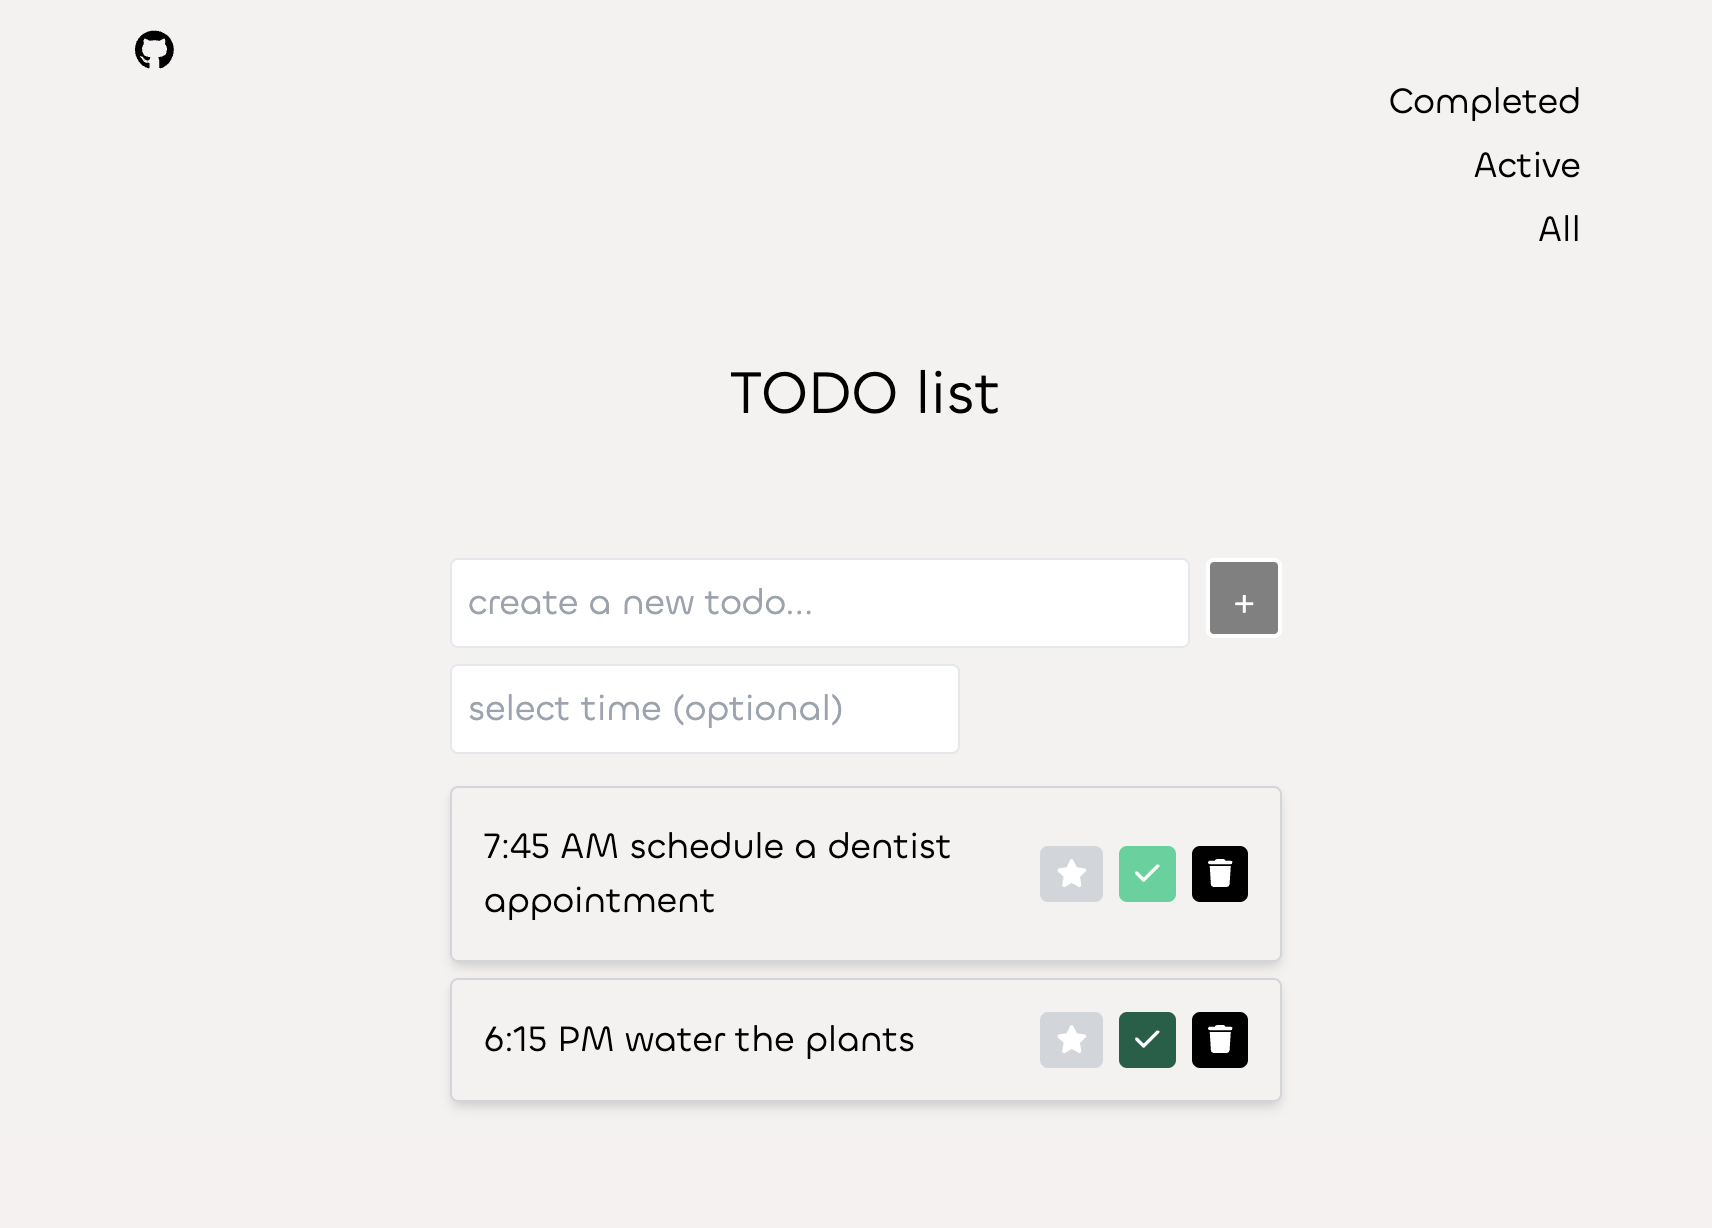 Completed
Active
All
TODO list
create a new todo...
+
select time (optional)
7:45 AM schedule a dentist
appointment
6:15 PM water the plants